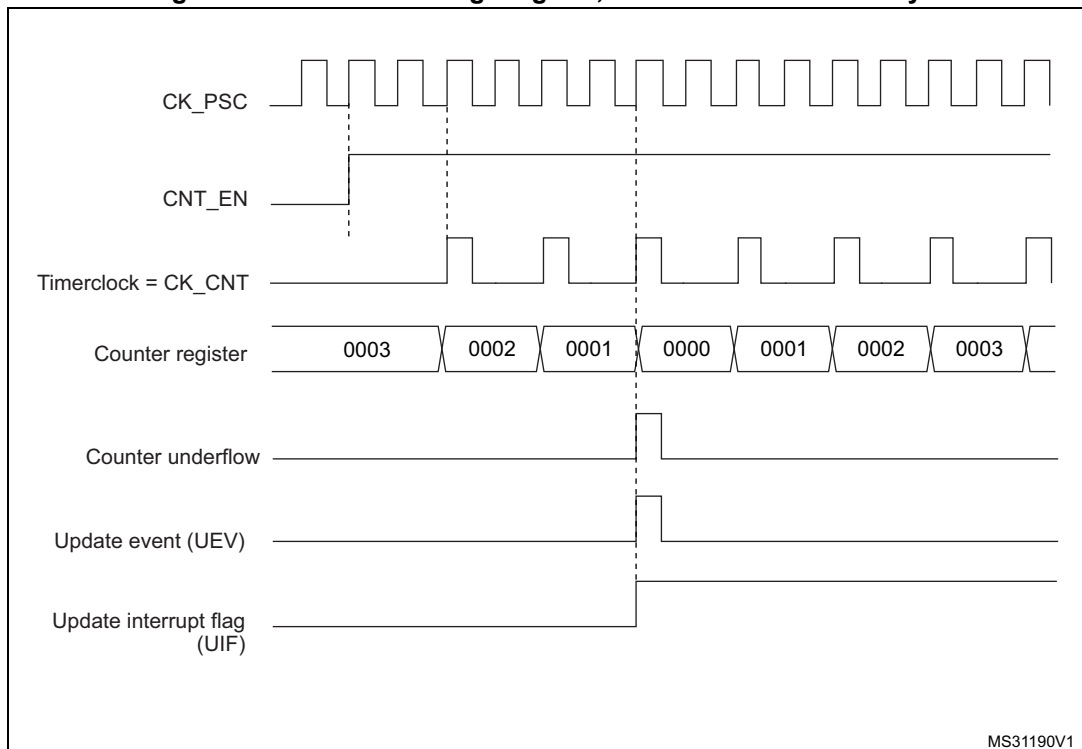 CK_PSC
CNT_EN
Timerclock = CK_CNT
Counter register
0003 0002 0001 0000 0001 0002 0003
Counter underflow
Update event (UEV)
Update interrupt flag
(UIF)
MS31190V1